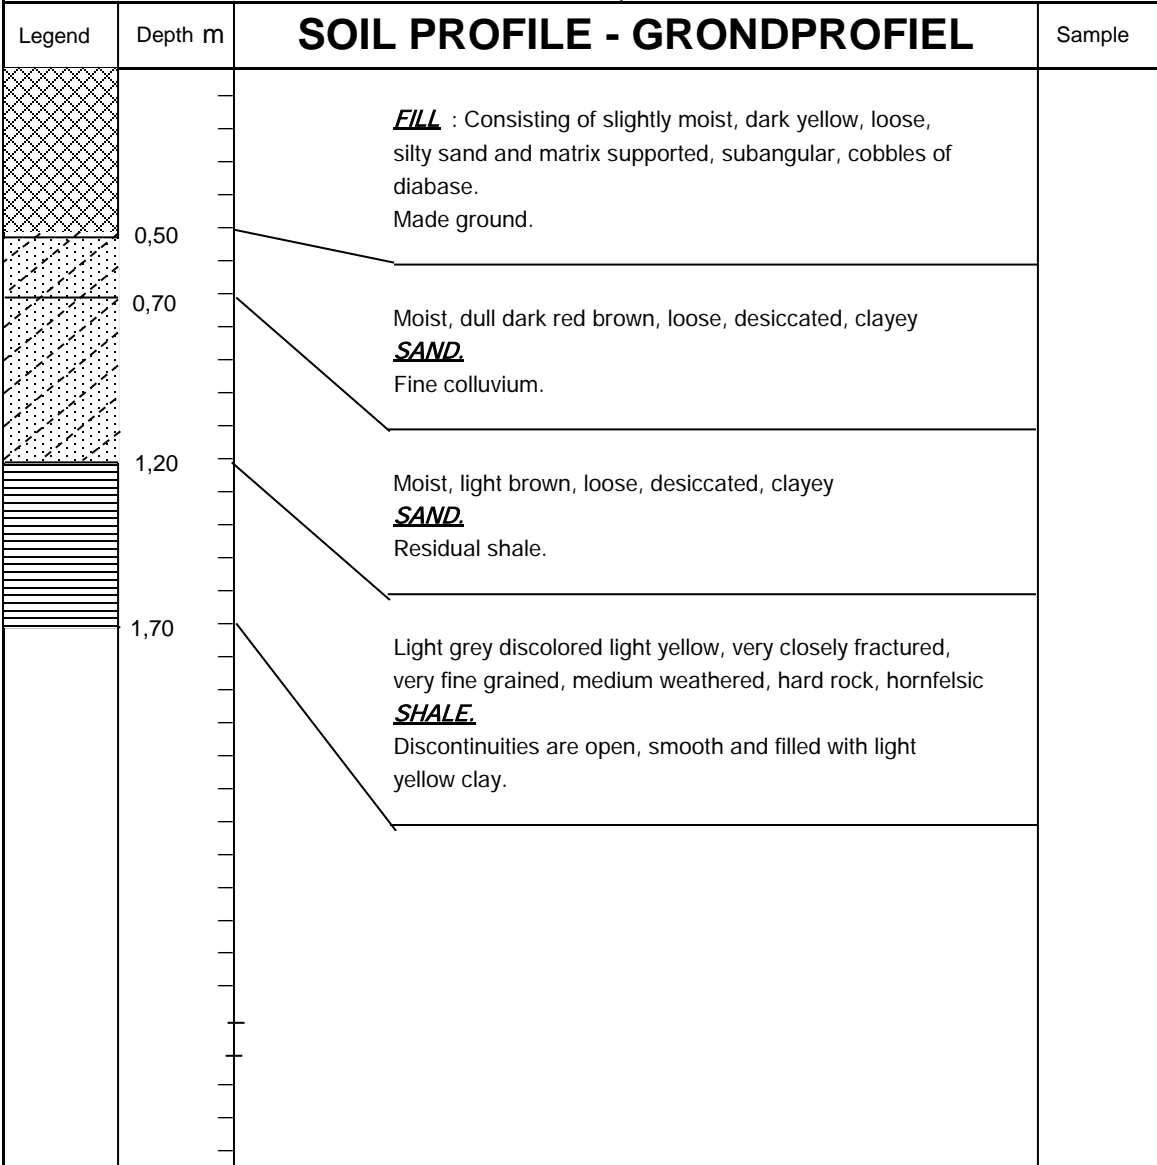 Legend Depth m SOIL PROFILE - GRONDPROFIEL Sample
FILL : Consisting of slightly moist, dark yellow, loose,
silty sand and matrix supported, subangular, cobbles of
diabase.
Made ground.
0,50
0,70
Moist, dull dark red brown, loose, desiccated, clayey
SAND.
Fine colluvium.
1,20
Moist, light brown, loose, desiccated, clayey
SAND.
Residual shale.
1,70
Light grey discolored light yellow, very closely fractured,
very fine grained, medium weathered, hard rock, hornfelsic
SHALE.
Discontinuities are open, smooth and filled with light
yellow clay.